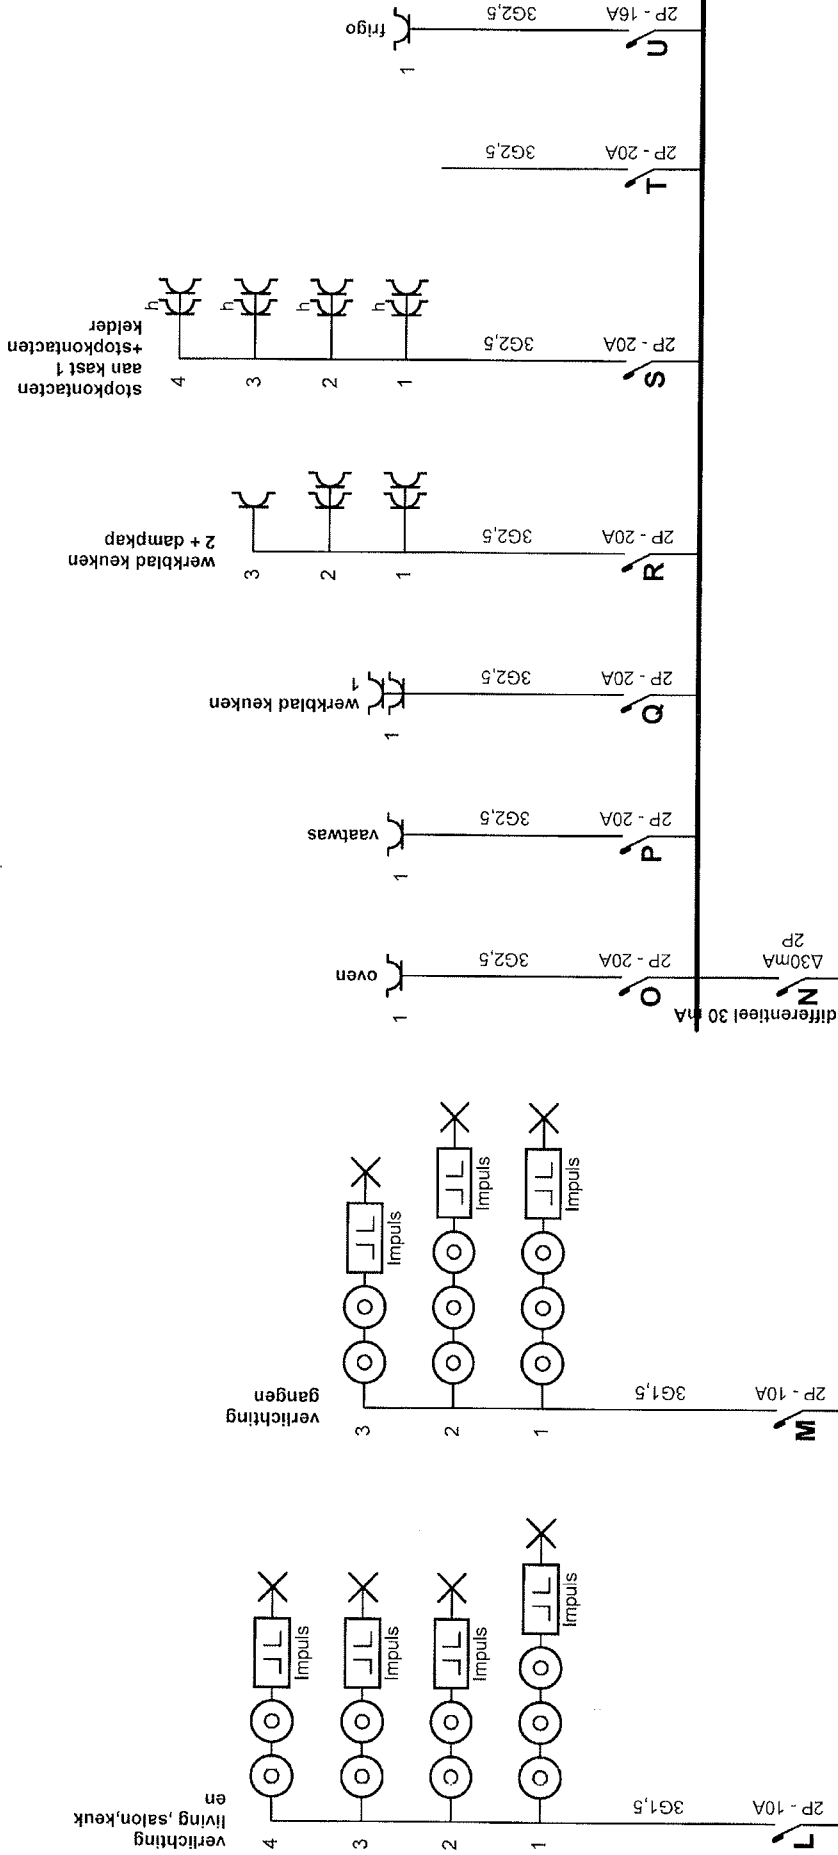 verlichting
living,salon,keuk
en
4
3
2
1
Impuls
Impuls
Impuls
Impuls
3G1,5
2P - 10A
L
verlichting
gangen
3
2
1
Impuls
Impuls
Impuls
3G1,5
2P - 10A
M
differentieel 30 mA
Δ30mA
2P
N
oven
1
3G2,5
2P - 20A
O
vaatwas
1
3G2,5
2P - 20A
P
werkblad keuken
1
1
3G2,5
2P - 20A
Q
werkblad keuken
2 + dampkap
3
2
1
3G2,5
2P - 20A
R
stopkontacten
aan kast 1
+stopkontacten
kelder
4
3
2
1
h
h
h
h
3G2,5
2P - 20A
S
3G2,5
2P - 20A
T
frigo
1
3G2,5
2P - 16A
U